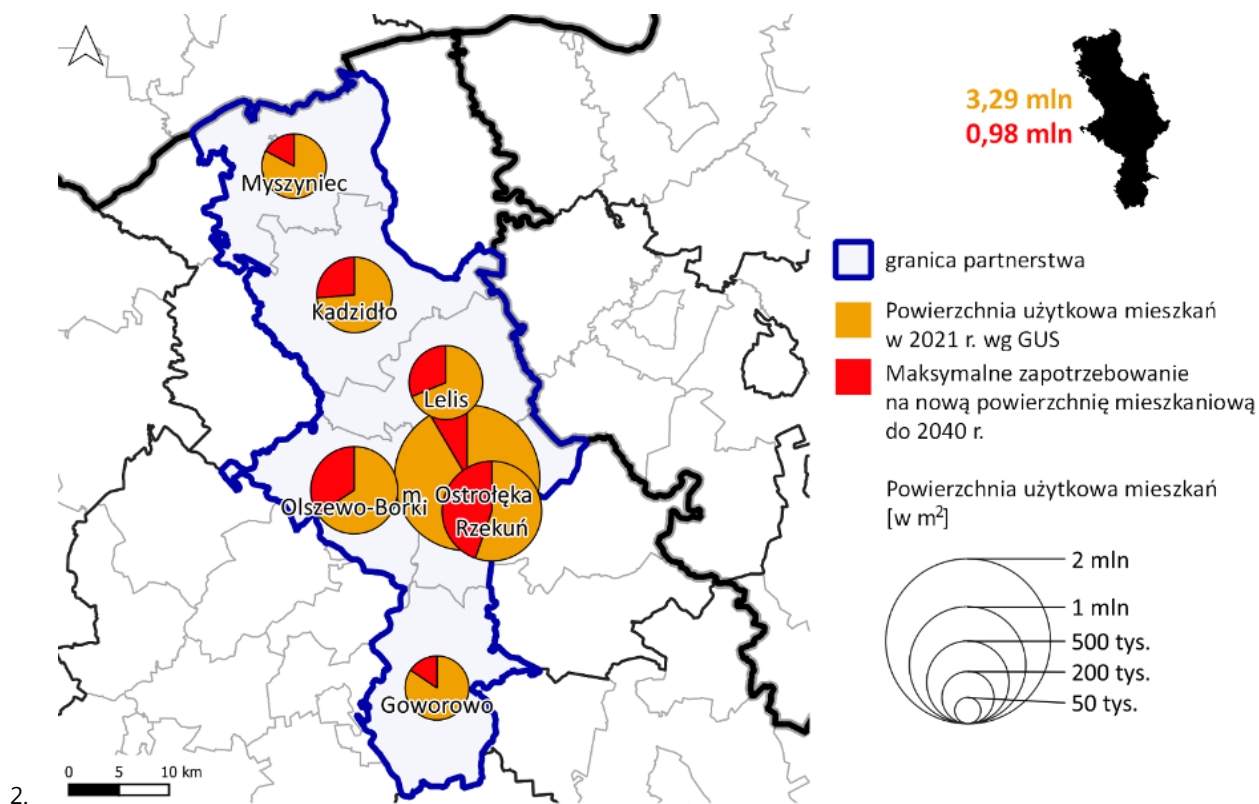 3,29 mln
0,98 mln
Myszyniec
Kadzidło
Lelis
m. Ostrołęka
Olszewo-Borki
Rzekuń
Goworowo
granica partnerstwa
Powierzchnia użytkowa mieszkań
w 2021 r. wg GUS
Maksymalne zapotrzebowanie
na nową powierzchnię mieszkaniową
do 2040 r.
Powierzchnia użytkowa mieszkań
[w m²]
2 mln
1 mln
500 tys.
200 tys.
50 tys.
0 5 10 km
2.